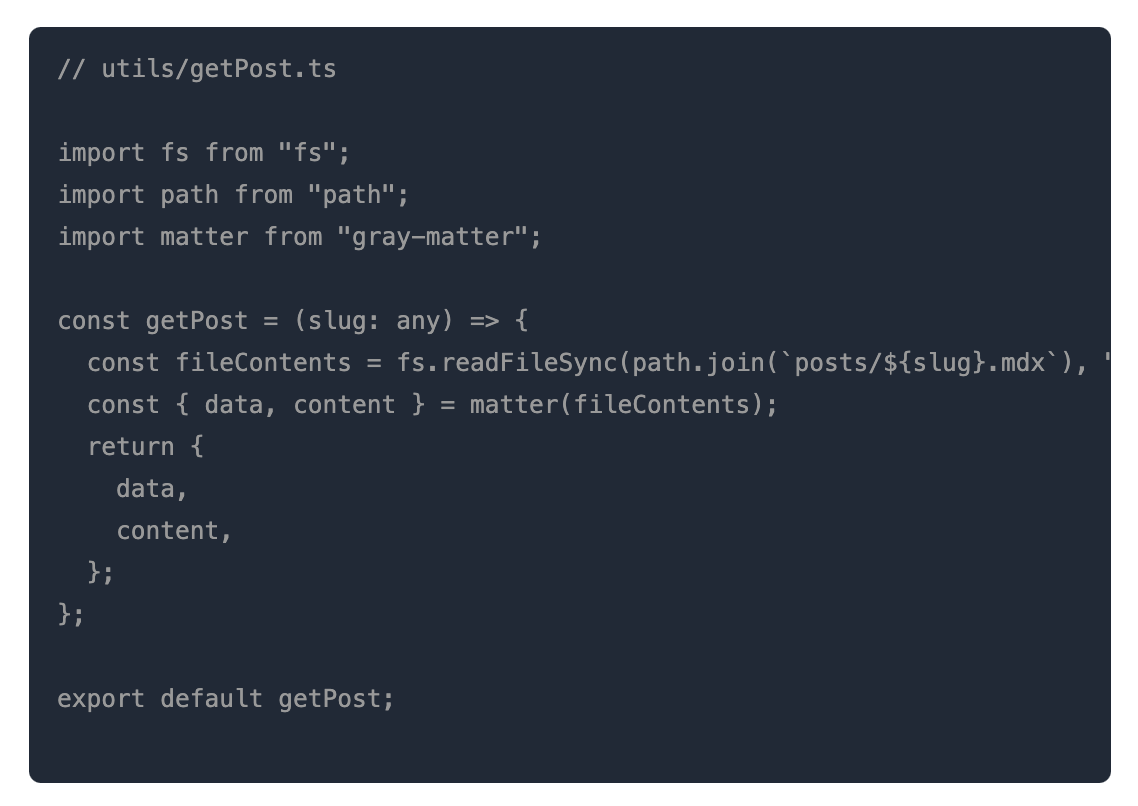 // utils/getPost.ts
import fs from "fs";
import path from "path";
import matter from "gray-matter";
const getPost = (slug: any) => {
  const fileContents = fs.readFileSync(path.join(`posts/${slug}.mdx`), "
  const { data, content } = matter(fileContents);
  return {
    data,
    content,
  };
};
export default getPost;